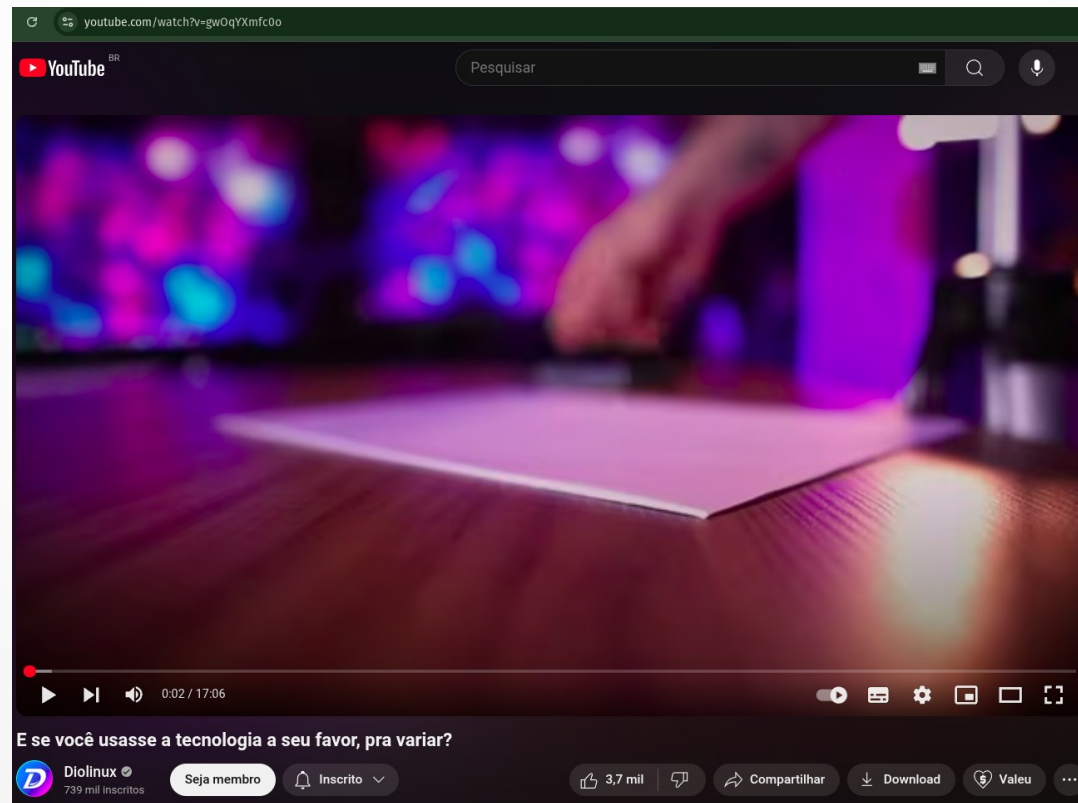 youtube.com/watch?v=gwOqYXmfc0o
YouTube BR
Pesquisar
0:02 / 17:06
E se você usasse a tecnologia a seu favor, pra variar?
Diolinux
739 mil inscritos
Seja membro
Inscrito
3,7 mil
Compartilhar
Download
Valeu